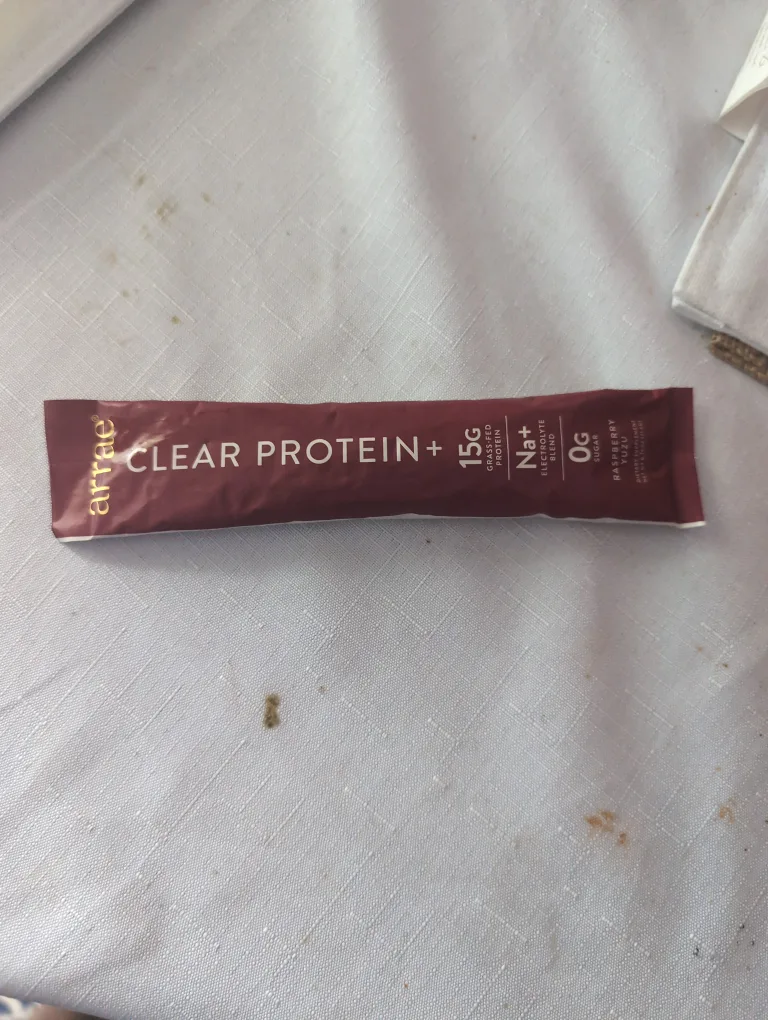 arrae®
CLEAR PROTEIN+
15G
GRASS-FED
PROTEIN
Na+
ELECTROLYTE
BLEND
0G
SUGAR
RASPBERRY
YUZU